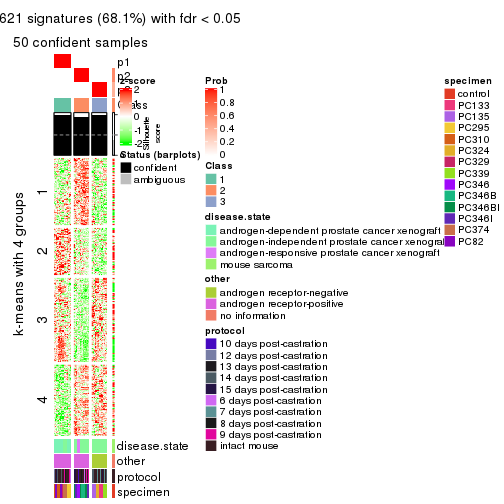 621 signatures (68.1%) with fdr < 0.05
50 confident samples
p1
p2
Class
Silhouette
score
k-means with 4 groups
1
2
3
4
disease.state
other
protocol
specimen
z-score
2
0
-2
Status (barplots)
confident
ambiguous
Prob
1
0.8
0.6
0.4
0.2
0
Class
1
2
3
disease.state
androgen-dependent prostate cancer xenograft
androgen-independent prostate cancer xenogra
androgen-responsive prostate cancer xenograft
mouse sarcoma
other
androgen receptor-negative
androgen receptor-positive
no information
protocol
10 days post-castration
12 days post-castration
13 days post-castration
14 days post-castration
15 days post-castration
6 days post-castration
7 days post-castration
8 days post-castration
9 days post-castration
intact mouse
specimen
control
PC133
PC135
PC295
PC310
PC324
PC329
PC339
PC346
PC346B
PC346BI
PC346I
PC374
PC82